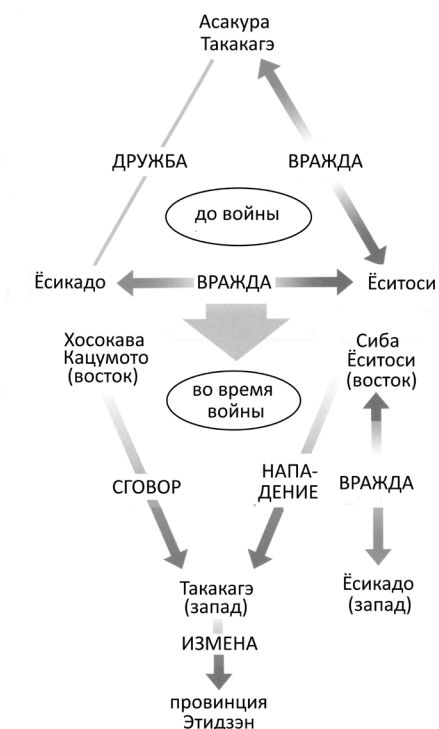 Асакура
Такакагэ
ДРУЖБА
ВРАЖДА
до войны
Ёсикадо
ВРАЖДА
Ёситоси
Хосокава
Кацумото
(восток)
Сиба
Ёситоси
(восток)
во время
войны
СГОВОР
НАПА-
ДЕНИЕ
ВРАЖДА
Такакагэ
(запад)
Ёсикадо
(запад)
ИЗМЕНА
провинция
Этидзэн